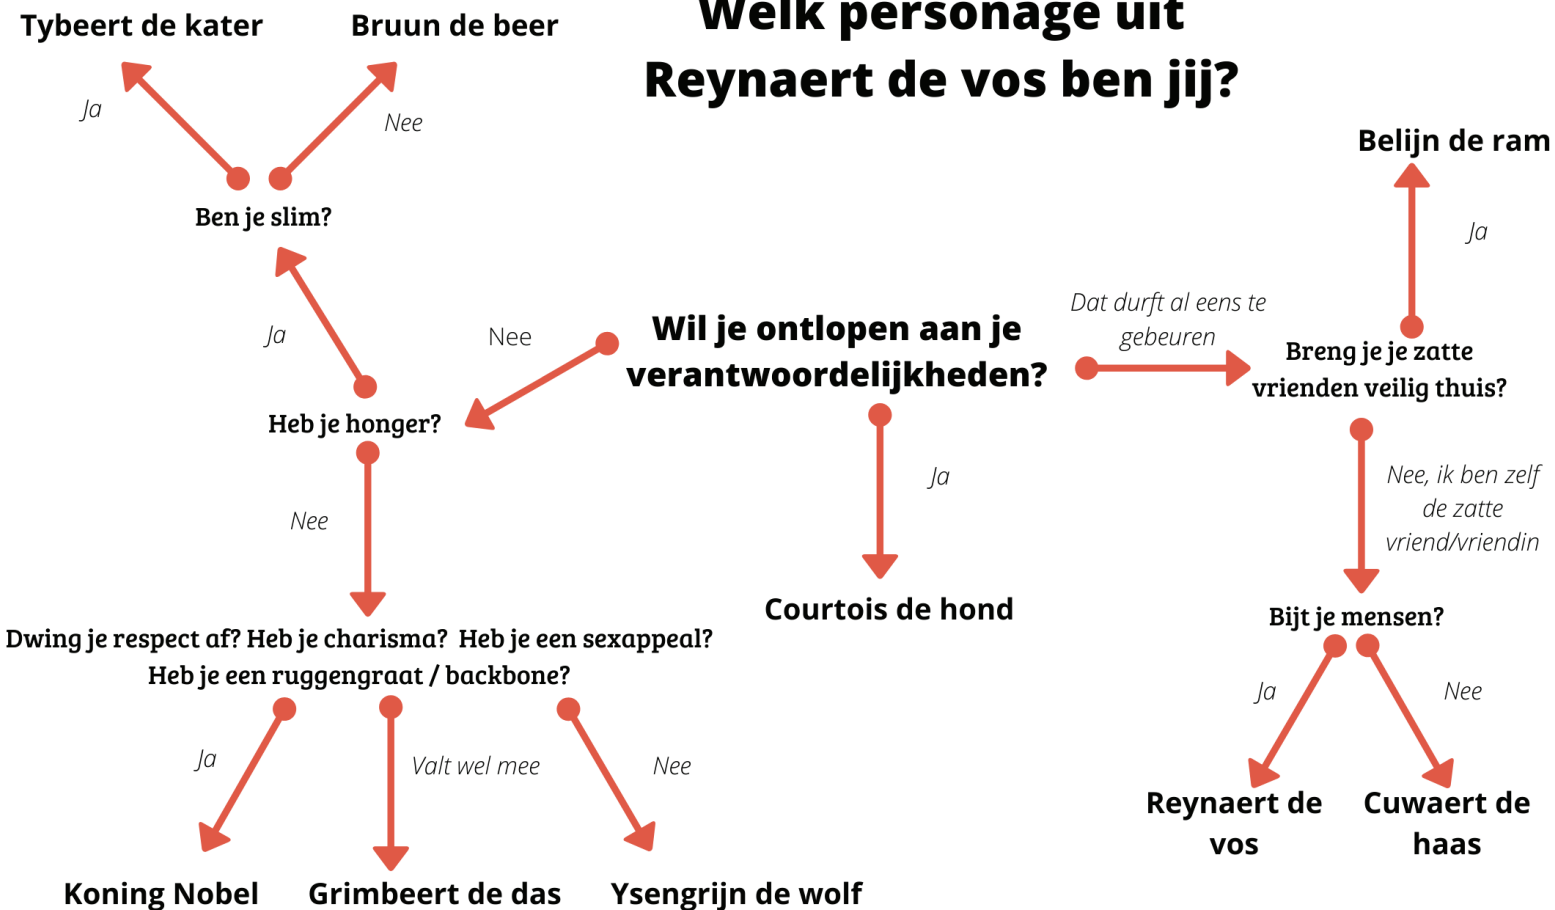 Welk personage uit
Reynaert de vos ben jij?
Tybeert de kater
Bruun de beer
Ja
Nee
Ben je slim?
Ja
Heb je honger?
Nee
Wil je ontlopen aan je
verantwoordelijkheden?
Dat durft al eens te
gebeuren
Breng je je zatte
vrienden veilig thuis?
Ja
Belijn de ram
Nee, ik ben zelf
de zatte
vriend/vriendin
Bijt je mensen?
Ja
Nee
Reynaert de
vos
Cuwaert de
haas
Ja
Courtois de hond
Nee
Dwing je respect af? Heb je charisma? Heb je een sexappeal?
Heb je een ruggengraat / backbone?
Ja
Valt wel mee
Nee
Koning Nobel
Grimbeert de das
Ysengrijn de wolf